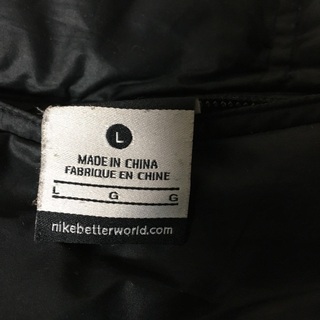 L
MADE IN CHINA
FABRIQUE EN CHINE
L G G
nikebetterworld.com